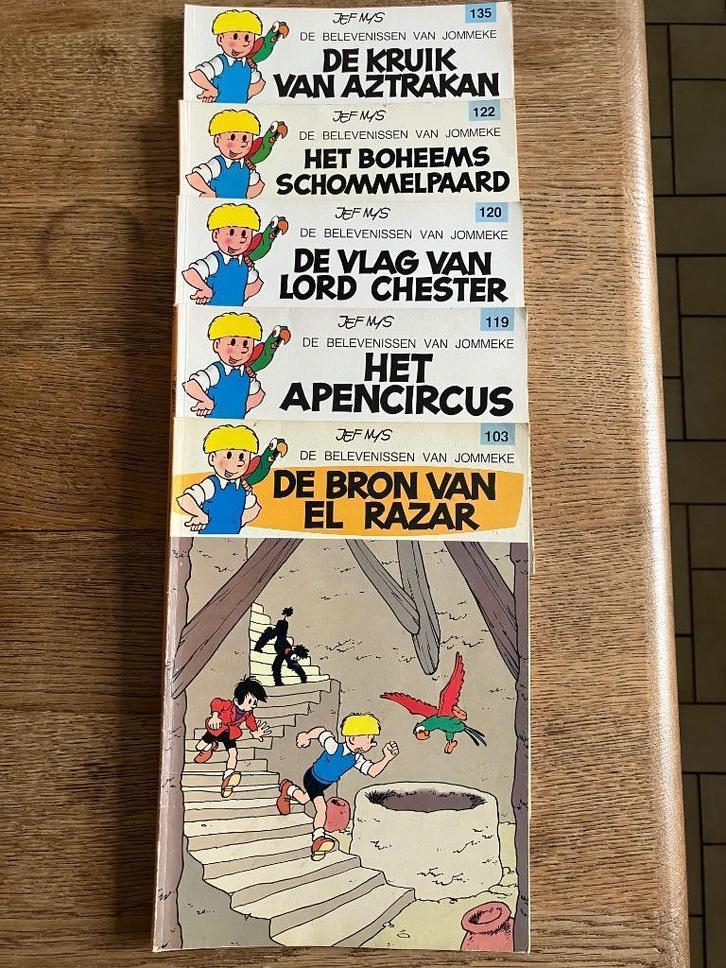 JEF NYS 135
DE BELEVENISSEN VAN JOMMEKE
DE KRUIK
VAN AZTRAKAN
JEF NYS 122
DE BELEVENISSEN VAN JOMMEKE
HET BOHEEMS
SCHOMMELPAARD
JEF NYS 120
DE BELEVENISSEN VAN JOMMEKE
DE VLAG VAN
LORD CHESTER
JEF NYS 119
DE BELEVENISSEN VAN JOMMEKE
HET
APENCIRCUS
JEF NYS 103
DE BELEVENISSEN VAN JOMMEKE
DE BRON VAN
EL RAZAR